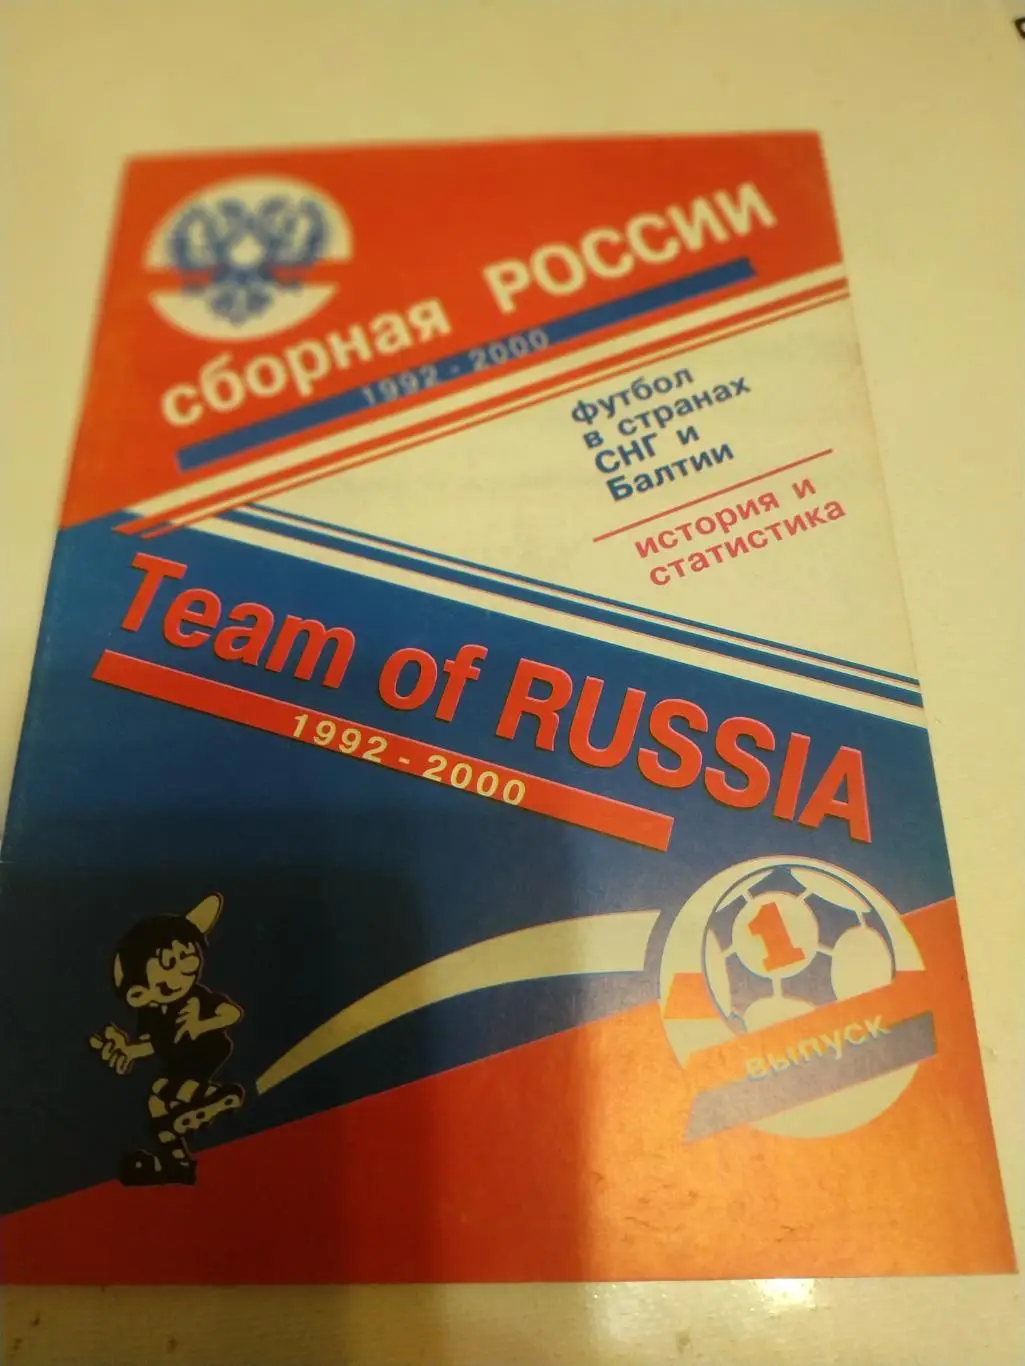 сборная РОССИИ
1992 - 2000
футбол
в странах
СНГ и
Балтии
история и
статистика
Team of RUSSIA
1992 - 2000
1
выпуск